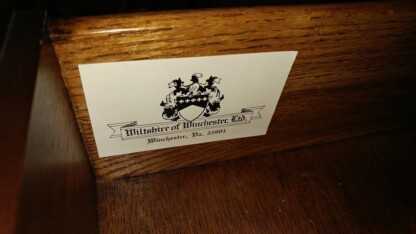 Wiltshire of Winchester, Ltd.
Winchester, Va. 22601